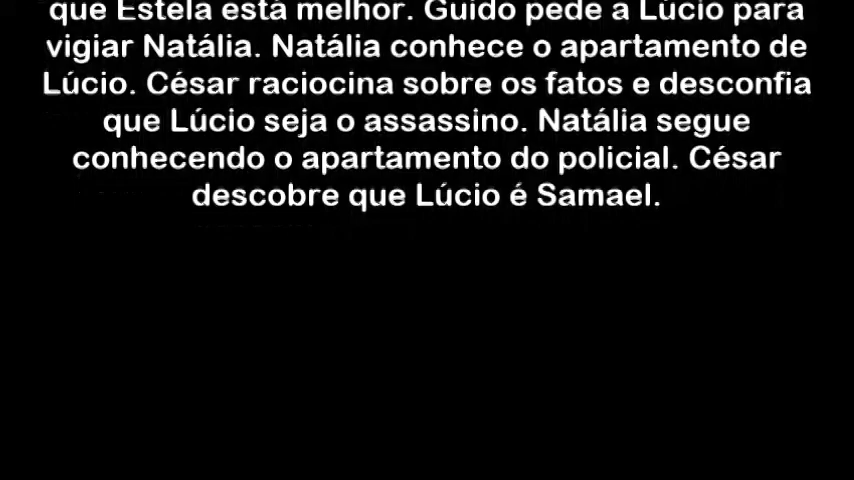 que Estela está melhor. Guido pede a Lúcio para
vigiar Natália. Natália conhece o apartamento de
Lúcio. César raciocina sobre os fatos e desconfia
que Lúcio seja o assassino. Natália segue
conhecendo o apartamento do policial. César
descobre que Lúcio é Samael.